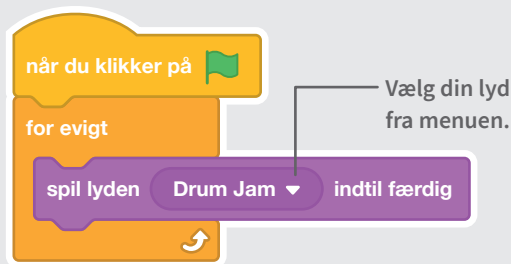 når du klikker på
for evigt
Vælg din lyd
fra menuen.
spil lyden Drum Jam indtil færdig